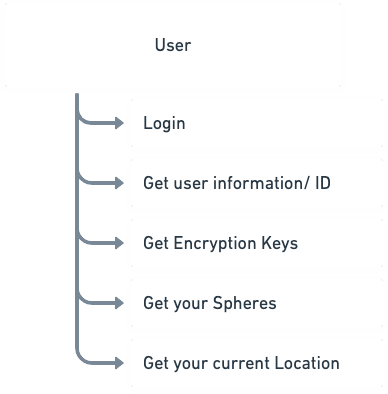 User
Login
Get user information/ ID
Get Encryption Keys
Get your Spheres
Get your current Location